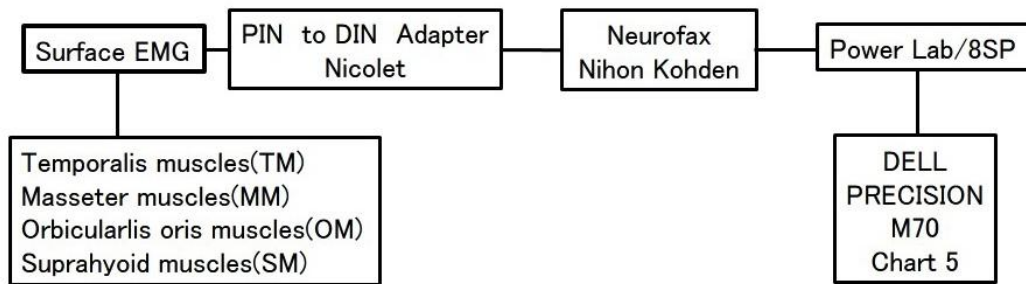 Surface EMG
PIN to DIN Adapter
Nicolet
Neurofax
Nihon Kohden
Power Lab/8SP
Temporalis muscles(TM)
Masseter muscles(MM)
Orbicularlis oris muscles(OM)
Suprahyoid muscles(SM)
DELL
PRECISION
M70
Chart 5